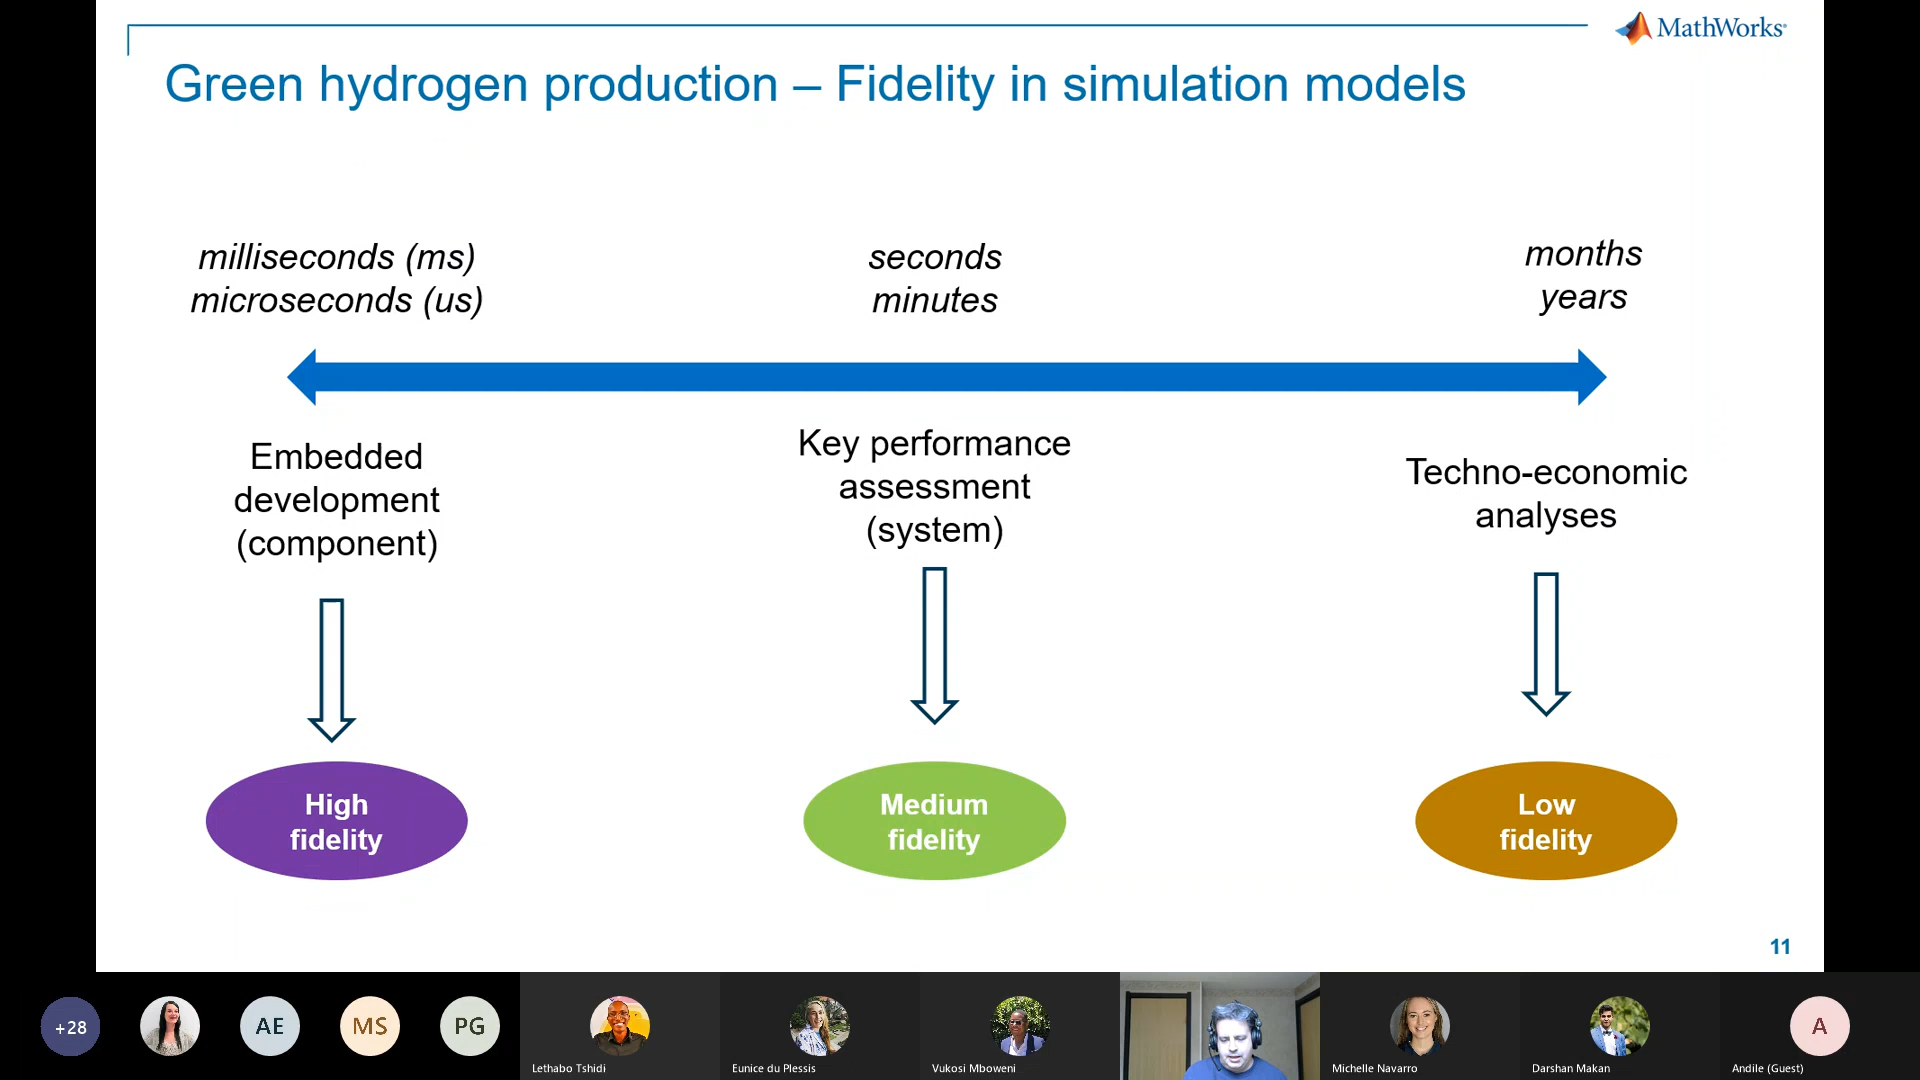 MathWorks®
Green hydrogen production – Fidelity in simulation models
milliseconds (ms)
microseconds (us)
seconds
minutes
months
years
Embedded
development
(component)
Key performance
assessment
(system)
Techno-economic
analyses
High
fidelity
Medium
fidelity
Low
fidelity
11
+28
AE
MS
PG
A
Lethabo Tshidi
Eunice du Plessis
Vukosi Mboweni
Michelle Navarro
Darshan Makan
Andile (Guest)